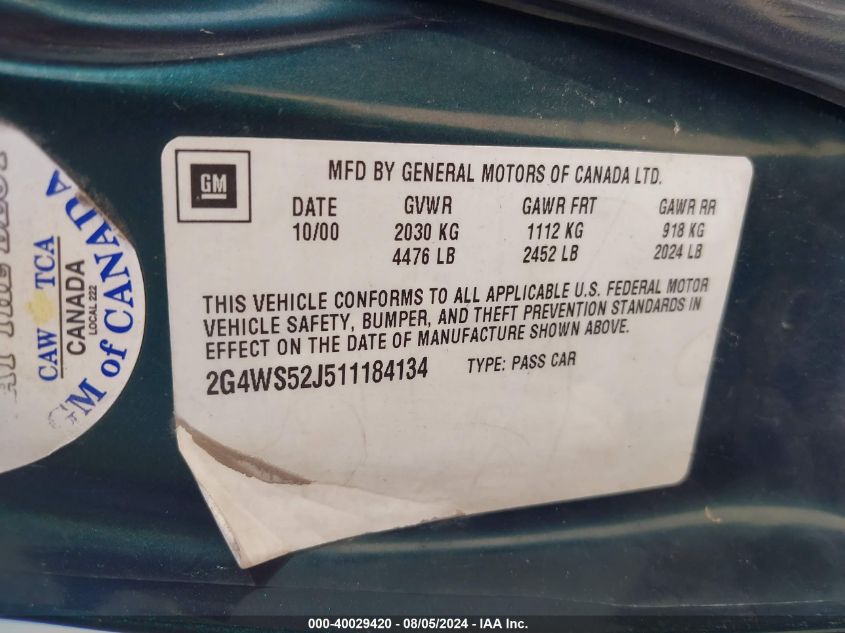 GM
MFD BY GENERAL MOTORS OF CANADA LTD.
DATE GVWR GAWR FRT GAWR RR
10/00 2030 KG 1112 KG 918 KG
4476 LB 2452 LB 2024 LB
THIS VEHICLE CONFORMS TO ALL APPLICABLE U.S. FEDERAL MOTOR
VEHICLE SAFETY, BUMPER, AND THEFT PREVENTION STANDARDS IN
EFFECT ON THE DATE OF MANUFACTURE SHOWN ABOVE.
2G4WS52J511184134 TYPE: PASS CAR
CAW TCA
CANADA
LOCAL 222
GM of CANADA
000-40029420 - 08/05/2024 - IAA Inc.